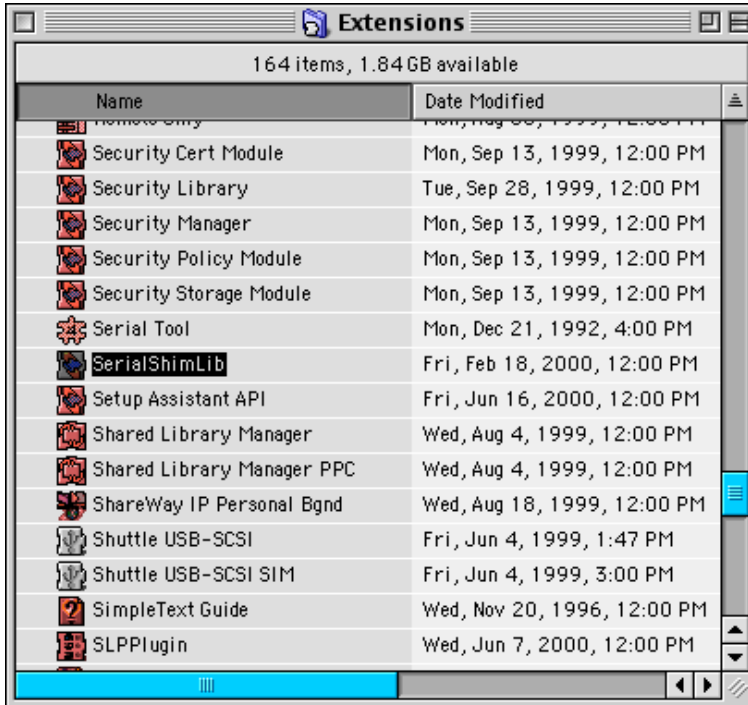 Extensions
164 items, 1.84 GB available
Name Date Modified
Security Cert Module Mon, Sep 13, 1999, 12:00 PM
Security Library Tue, Sep 28, 1999, 12:00 PM
Security Manager Mon, Sep 13, 1999, 12:00 PM
Security Policy Module Mon, Sep 13, 1999, 12:00 PM
Security Storage Module Mon, Sep 13, 1999, 12:00 PM
Serial Tool Mon, Dec 21, 1992, 4:00 PM
SerialShimLib Fri, Feb 18, 2000, 12:00 PM
Setup Assistant API Fri, Jun 16, 2000, 12:00 PM
Shared Library Manager Wed, Aug 4, 1999, 12:00 PM
Shared Library Manager PPC Wed, Aug 4, 1999, 12:00 PM
ShareWay IP Personal Bgnd Wed, Aug 18, 1999, 12:00 PM
Shuttle USB-SCSI Fri, Jun 4, 1999, 1:47 PM
Shuttle USB-SCSI SIM Fri, Jun 4, 1999, 3:00 PM
SimpleText Guide Wed, Nov 20, 1996, 12:00 PM
SLPPlugin Wed, Jun 7, 2000, 12:00 PM